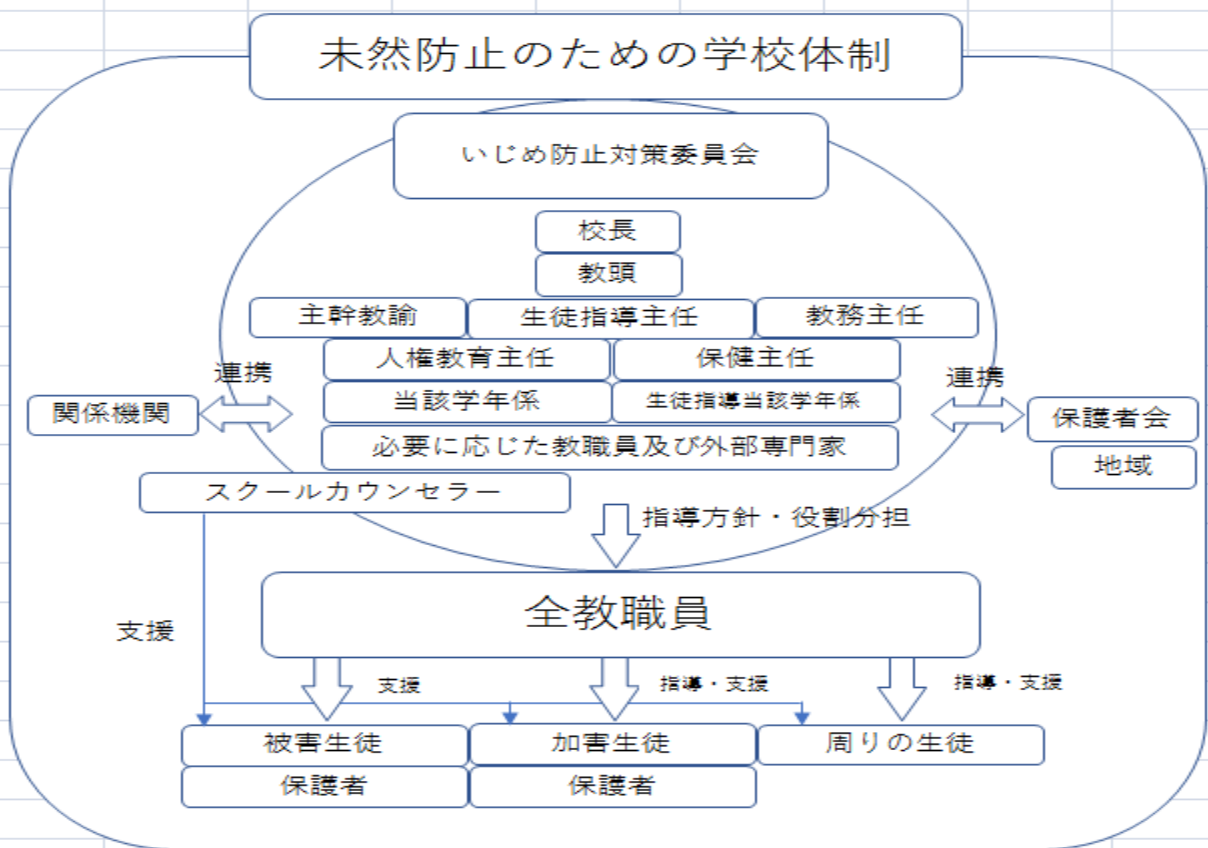 未然防止のための学校体制
いじめ防止対策委員会
校長
教頭
主幹教諭
生徒指導主任
教務主任
人権教育主任
保健主任
連携
連携
関係機関
当該学年係
生徒指導当該学年係
保護者会
必要に応じた教職員及び外部専門家
地域
スクールカウンセラー
指導方針・役割分担
全教職員
支援
支援
指導・支援
指導・支援
被害生徒
加害生徒
周りの生徒
保護者
保護者